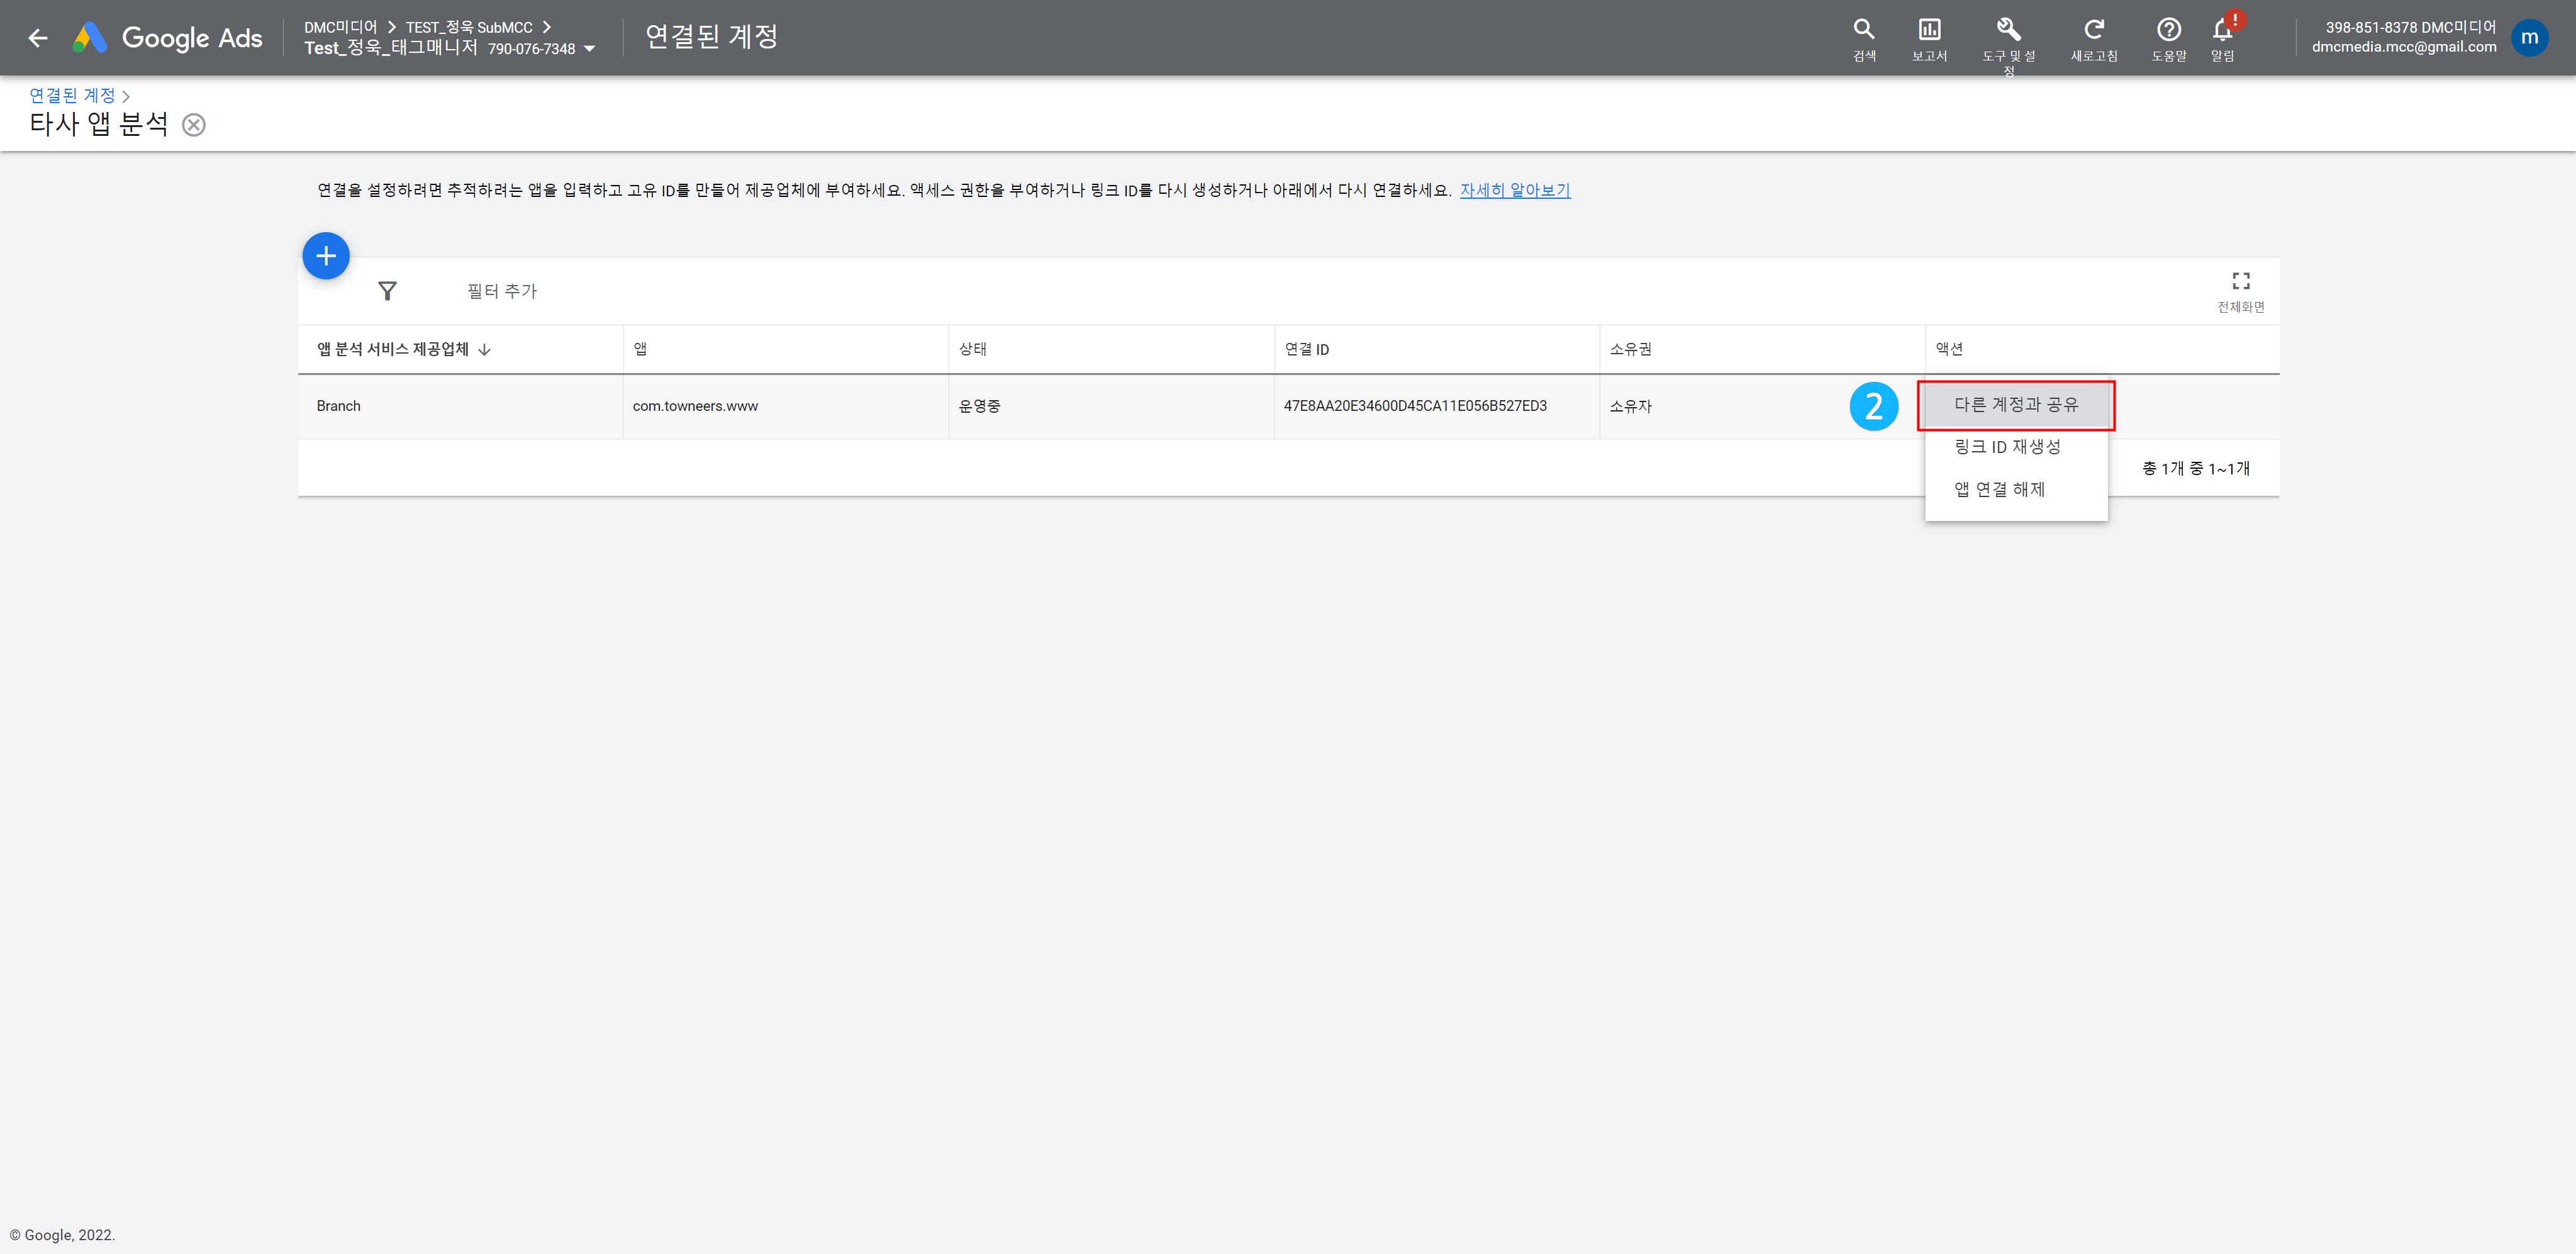 Google Ads
DMC미디어 > TEST_정욱 SubMCC >
Test_정욱_태그매니저 790-076-7348
연결된 계정
검색
보고서
도구 및 설
정
새로고침
도움말
알림
!
398-851-8378 DMC미디어
dmcmedia.mcc@gmail.com
m
연결된 계정 >
타사 앱 분석
연결을 설정하려면 추적하려는 앱을 입력하고 고유 ID를 만들어 제공업체에 부여하세요. 액세스 권한을 부여하거나 링크 ID를 다시 생성하거나 아래에서 다시 연결하세요. 자세히 알아보기
필터 추가
전체화면
앱 분석 서비스 제공업체 ↓ 앱 상태 연결 ID 소유권 액션
Branch com.towneers.www 운영중 47E8AA20E34600D45CA11E056B527ED3 소유자
2
다른 계정과 공유
링크 ID 재생성
앱 연결 해제
총 1개 중 1~1개
© Google, 2022.